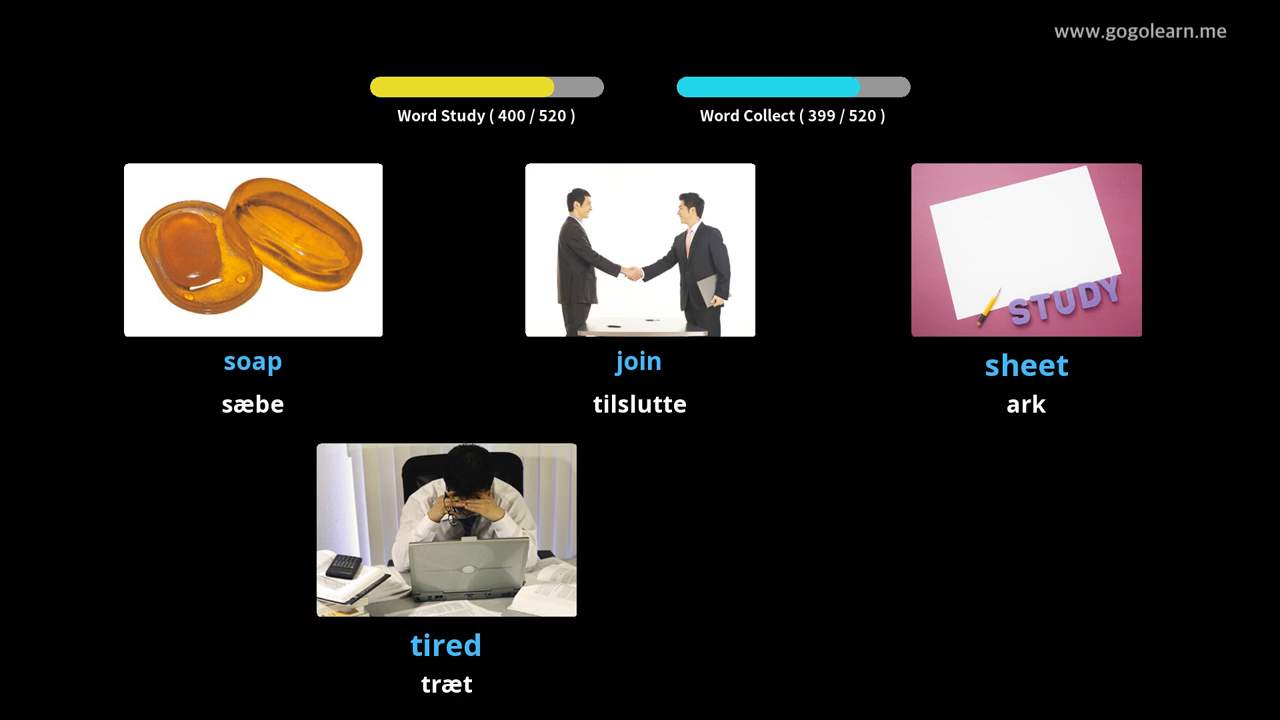 www.gogolearn.me
Word Study ( 400 / 520 )
Word Collect ( 399 / 520 )
soap
join
sheet
sæbe
tilslutte
ark
STUDY
tired
træt